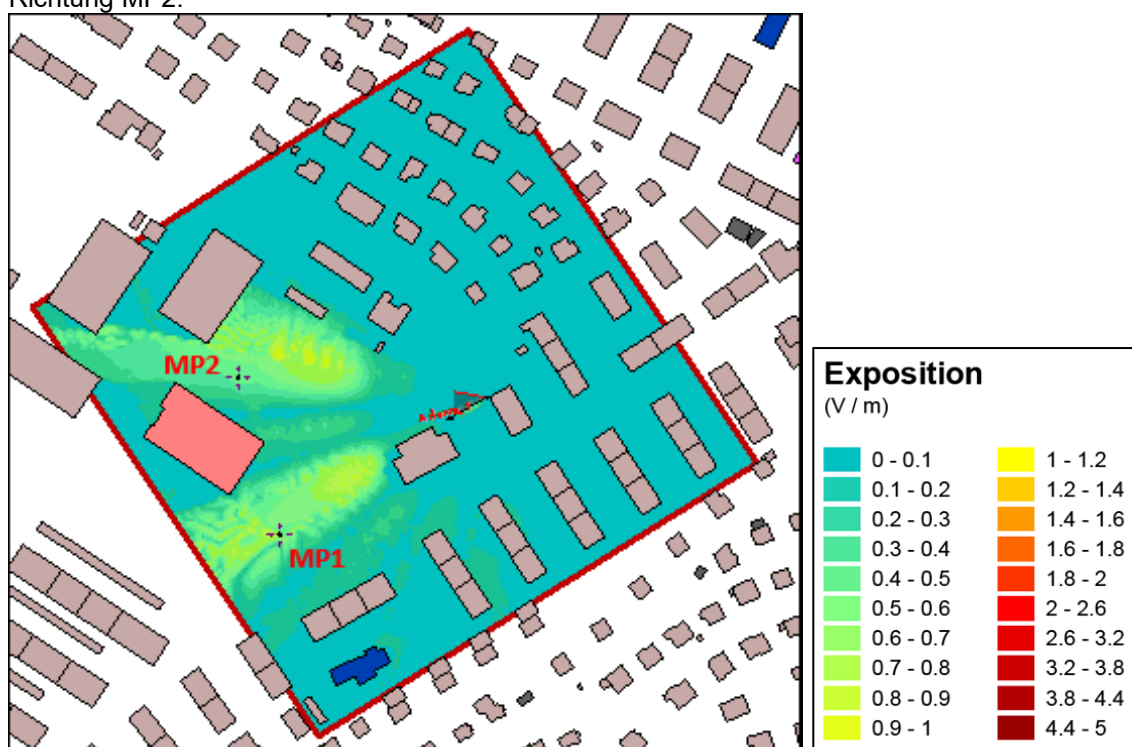 Richtung MP2.
MP2
MP1
Exposition
(V / m)
0 - 0.1
0.1 - 0.2
0.2 - 0.3
0.3 - 0.4
0.4 - 0.5
0.5 - 0.6
0.6 - 0.7
0.7 - 0.8
0.8 - 0.9
0.9 - 1
1 - 1.2
1.2 - 1.4
1.4 - 1.6
1.6 - 1.8
1.8 - 2
2 - 2.6
2.6 - 3.2
3.2 - 3.8
3.8 - 4.4
4.4 - 5